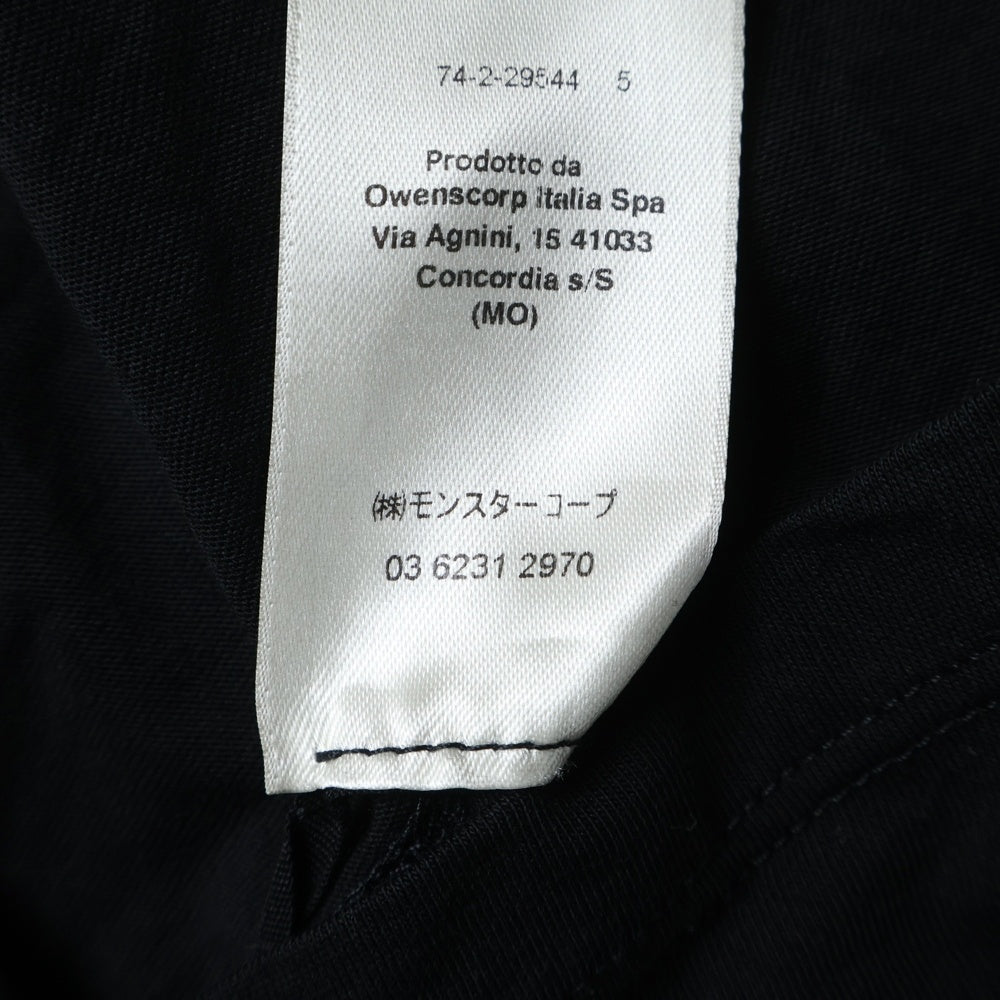 74-2-29544 5
Prodotto da
Owenscorp Italia Spa
Via Agnini, 15 41033
Concordia s/S
(MO)
㈱モンスターコープ
03 6231 2970